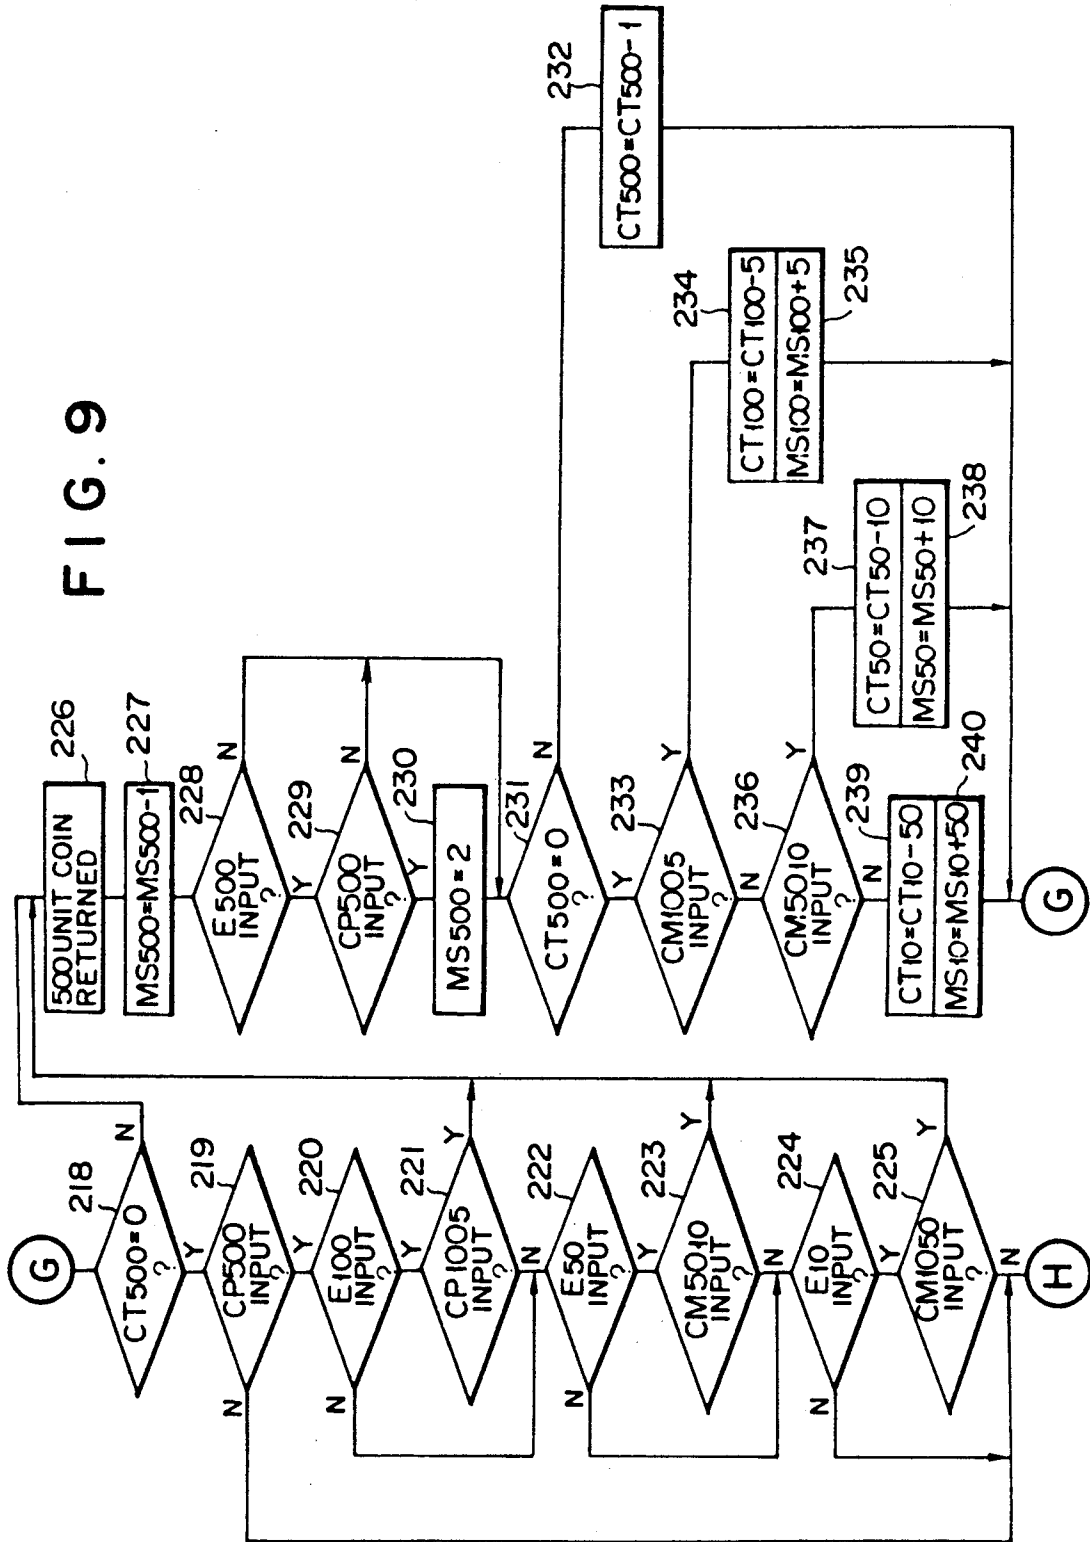 FIG. 9
G
218
CT500=0
?
N
Y
219
CP500
INPUT
?
N
Y
220
E100
INPUT
?
N
Y
221
CP1005
INPUT
?
Y
N
222
E50
INPUT
?
N
Y
223
CM5010
INPUT
?
Y
N
224
E10
INPUT
?
N
Y
225
CM1050
INPUT
?
Y
N
H
226
500UNIT COIN
RETURNED
227
MS500=MS500-1
228
E500
INPUT
?
N
Y
229
CP500
INPUT
?
N
Y
230
MS500=2
231
CT500=0
?
N
Y
232
CT500=CT500-1
233
CM1005
INPUT
?
Y
N
234
CT100=CT100-5
MS100=MS100+5
235
236
CM5010
INPUT
?
Y
N
237
CT50=CT50-10
MS50=MS50+10
238
239
CT10=CT10-50
MS10=MS10+50
240
G